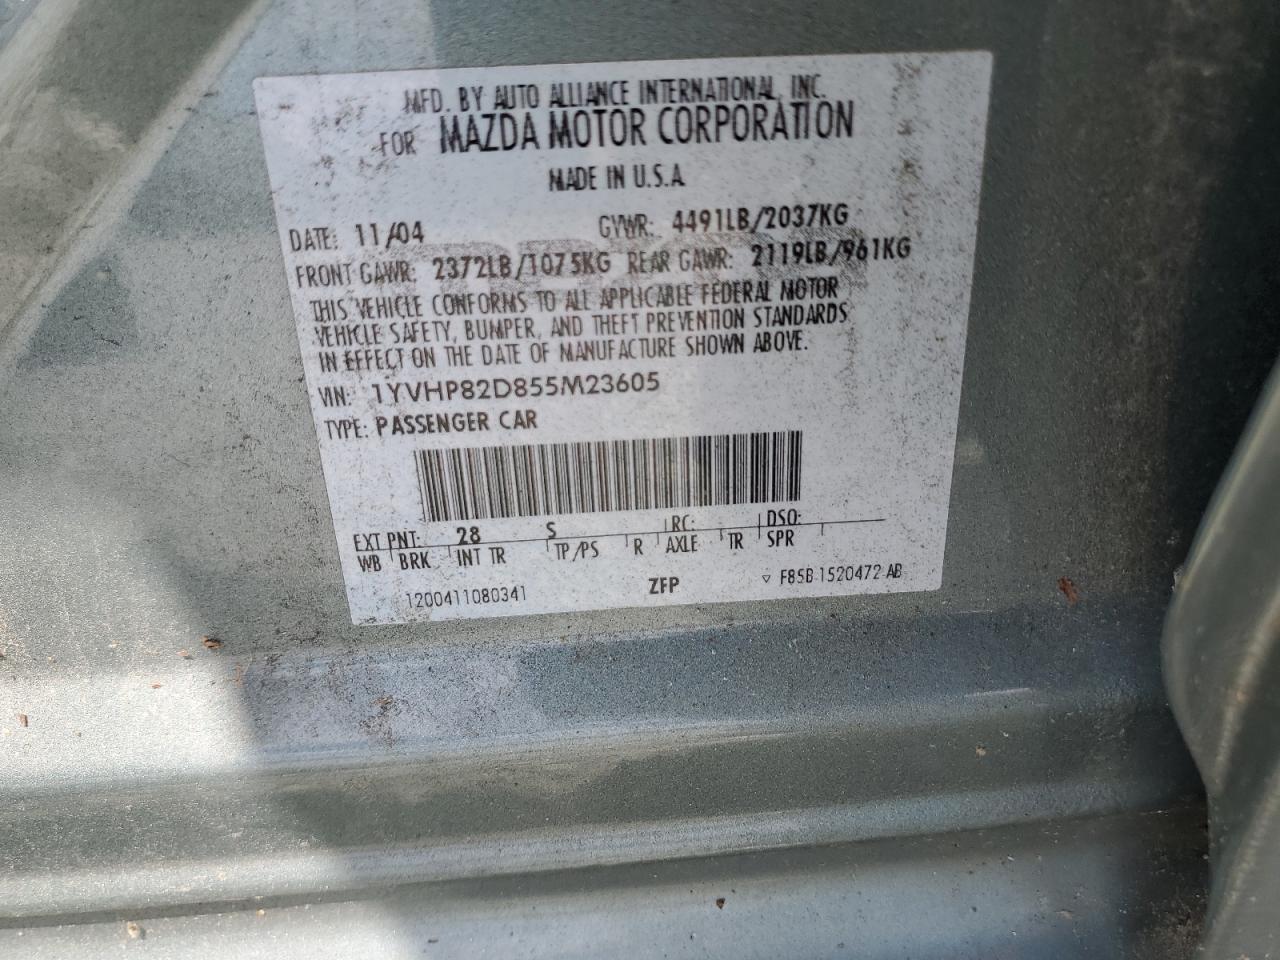 MFD. BY AUTO ALLIANCE INTERNATIONAL, INC.
FOR MAZDA MOTOR CORPORATION
MADE IN U.S.A
DATE: 11/04 GVWR: 4491LB/2037KG
FRONT GAWR: 2372LB/1075KG REAR GAWR: 2119LB/961KG
THIS VEHICLE CONFORMS TO ALL APPLICABLE FEDERAL MOTOR
VEHICLE SAFETY, BUMPER, AND THEFT PREVENTION STANDARDS
IN EFFECT ON THE DATE OF MANUFACTURE SHOWN ABOVE.
VIN: 1YVHP82D855M23605
TYPE: PASSENGER CAR
EXT PNT: 28 S RC: DSO:
WB BRK INT TR TP/PS R AXLE TR SPR
1200411080341 ZFP ▽ F85B 1520472 AB